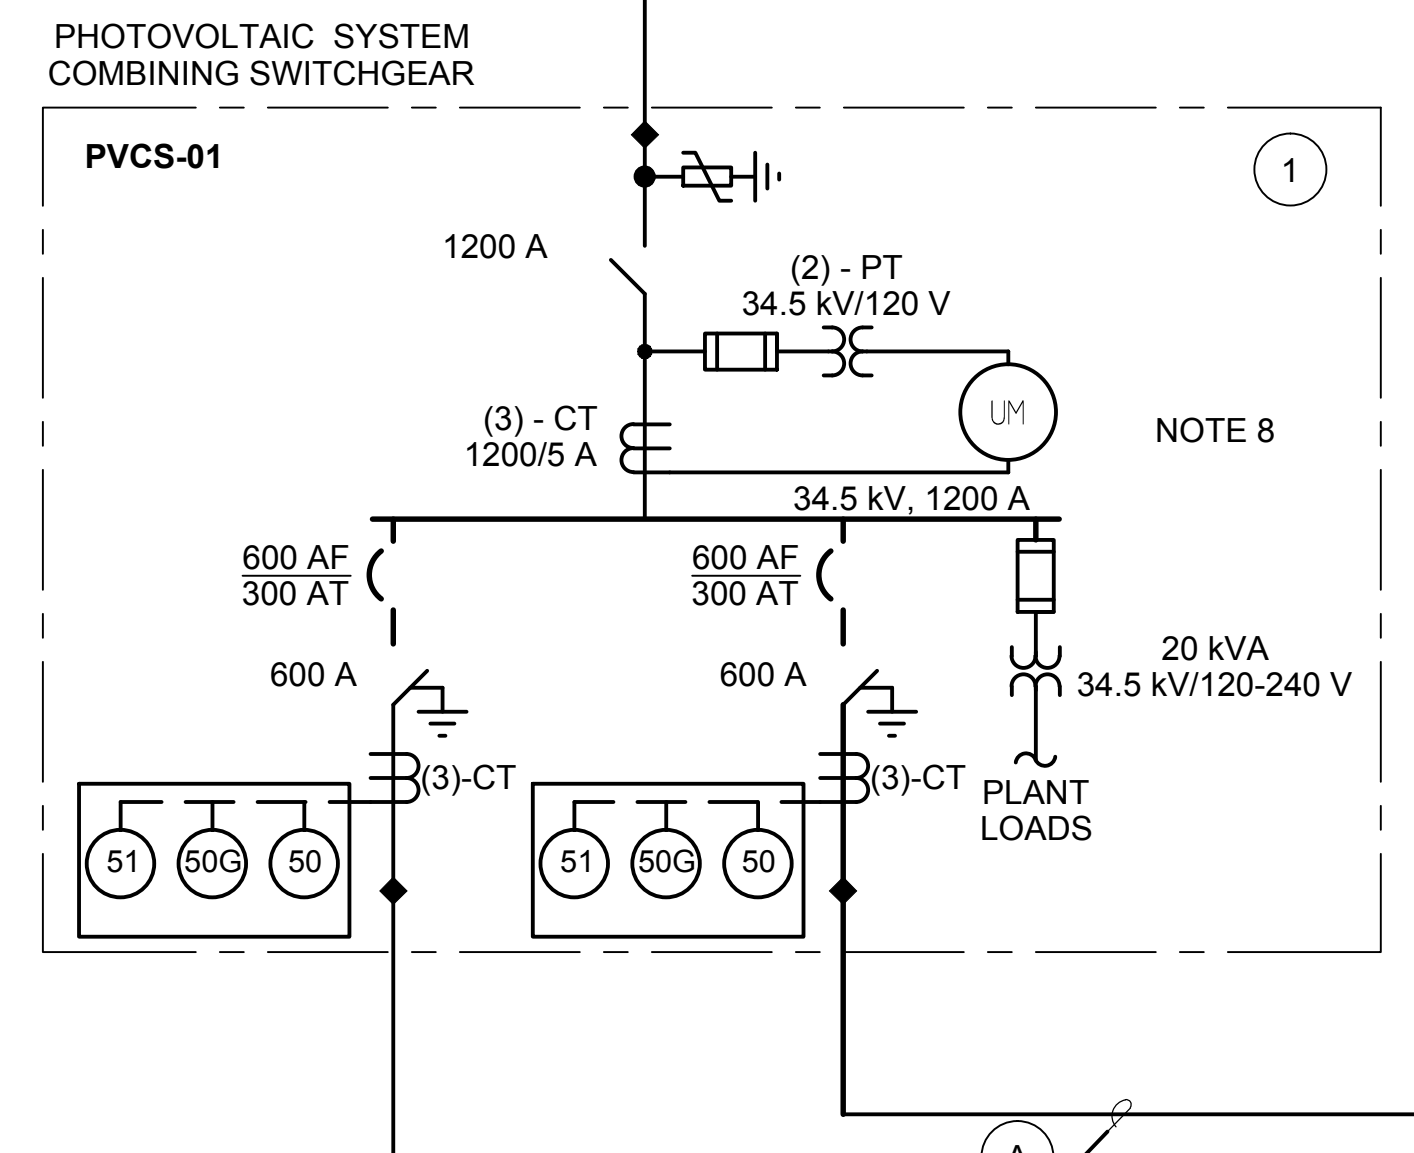 PHOTOVOLTAIC SYSTEM
COMBINING SWITCHGEAR
PVCS-01
1
1200 A
(2) - PT
34.5 kV/120 V
(3) - CT
1200/5 A
UM
NOTE 8
34.5 kV, 1200 A
600 AF
300 AT
600 AF
300 AT
600 A
600 A
20 kVA
34.5 kV/120-240 V
(3)-CT
(3)-CT
PLANT
LOADS
51
50G
50
51
50G
50
A